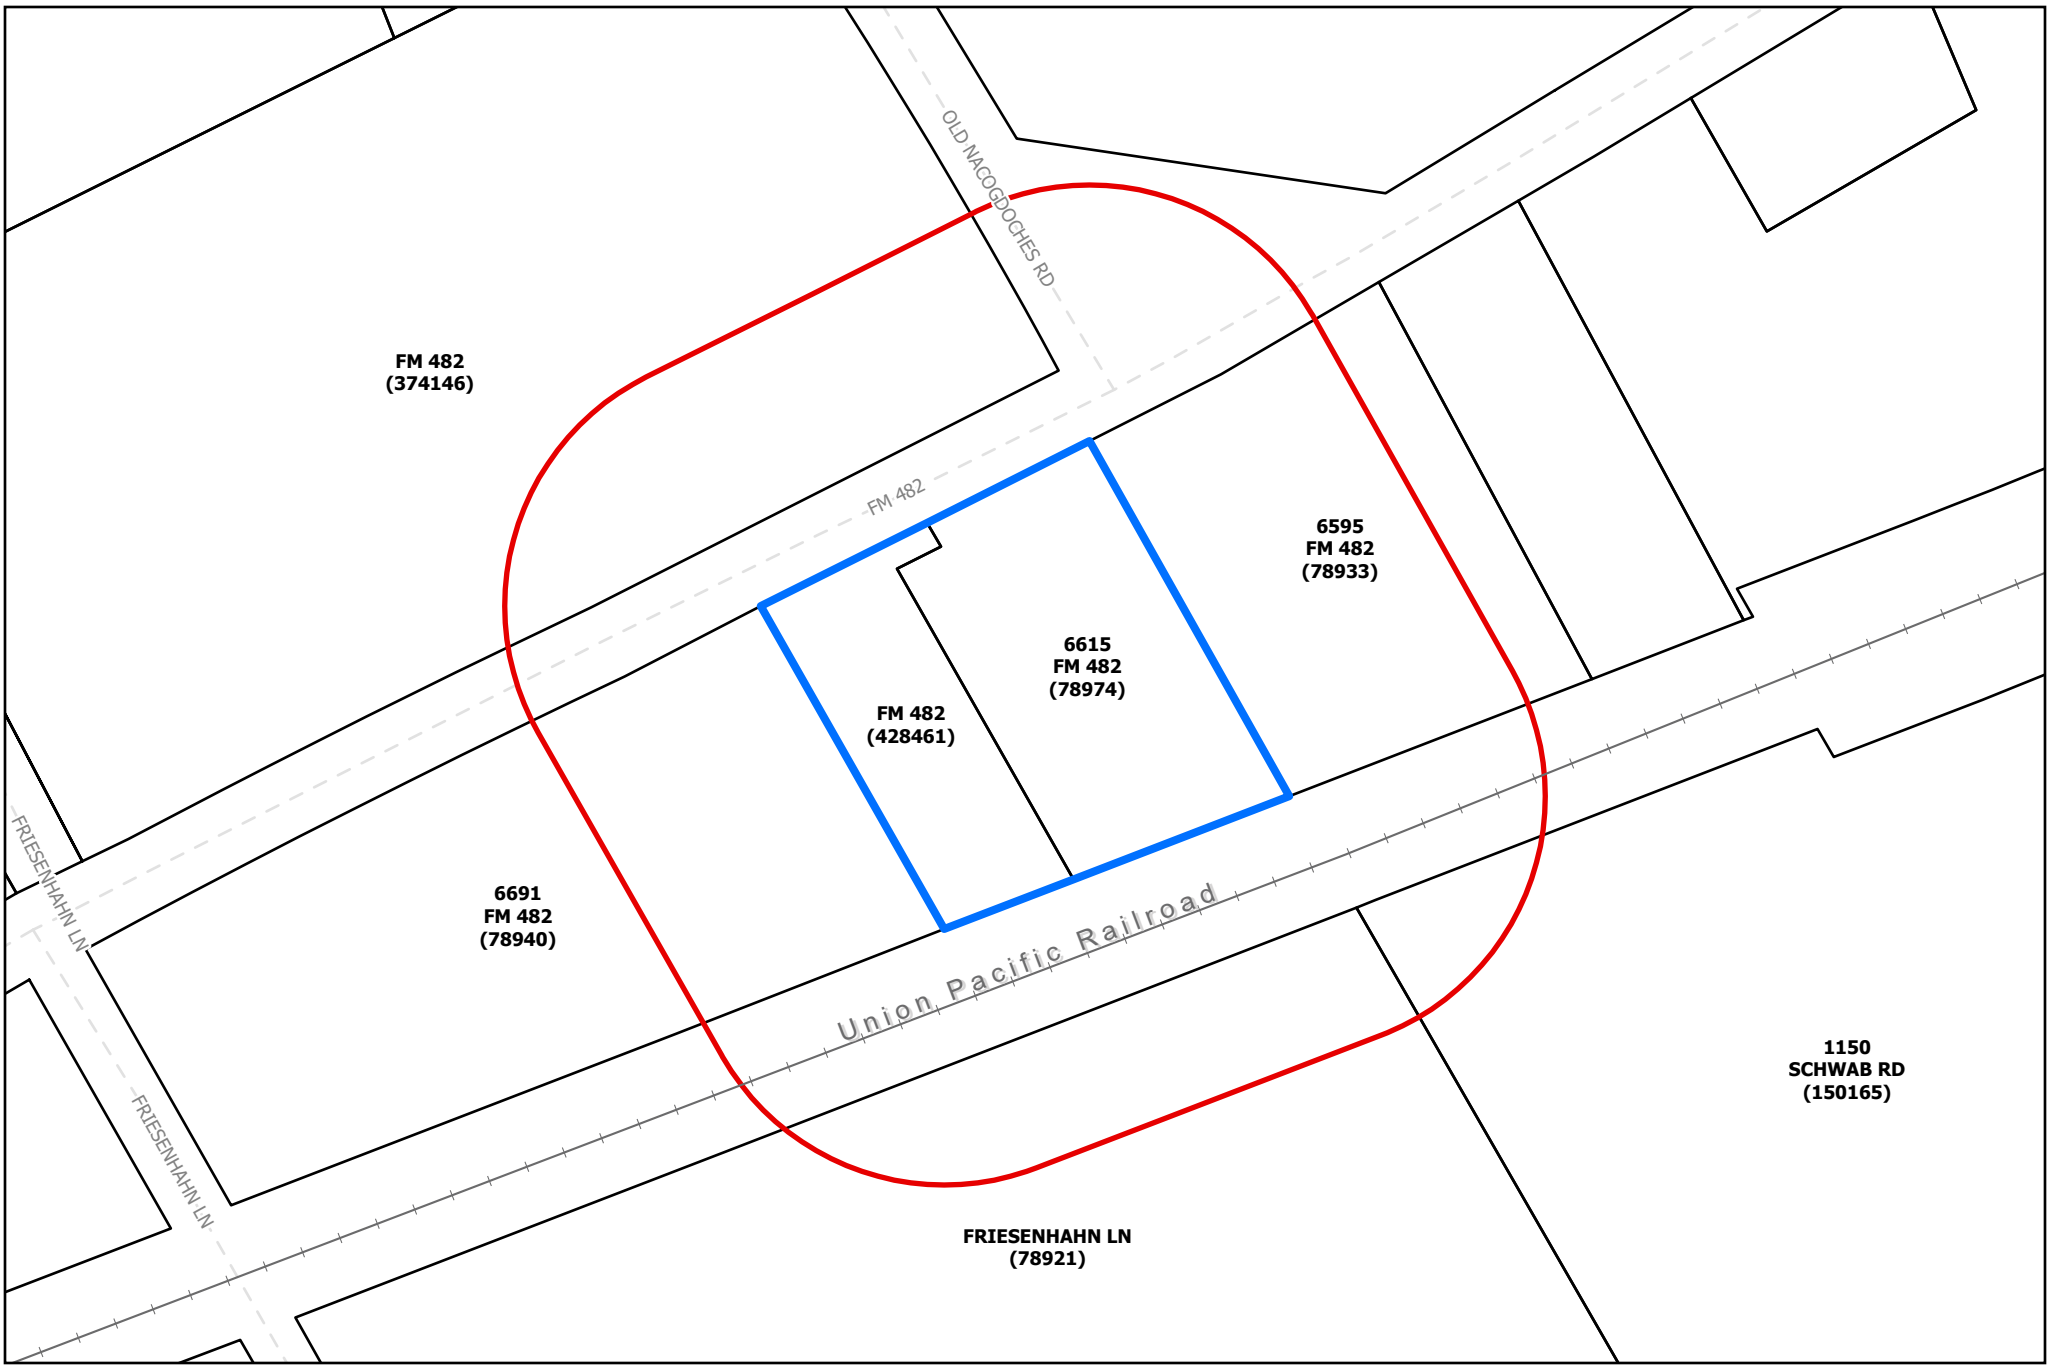 OLD NACOGDOCHES RD
FM 482
(374146)
FM 482
6595
FM 482
(78933)
6615
FM 482
(78974)
FM 482
(428461)
FRIESENHAHN LN
6691
FM 482
(78940)
Union Pacific Railroad
1150
SCHWAB RD
(150165)
FRIESENHAHN LN
FRIESENHAHN LN
(78921)